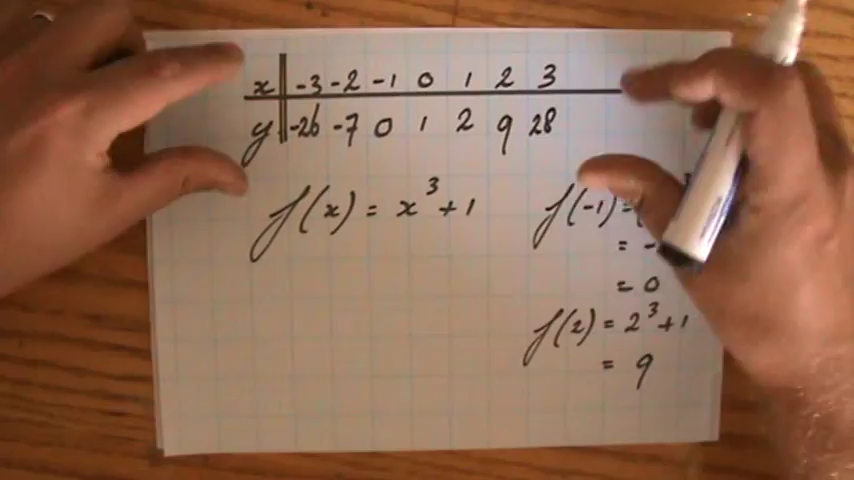 x -3 -2 -1 0 1 2 3
y -26 -7 0 1 2 9 28
f(x) = x³+1
f(-1)=(
= -
= 0
f(2) = 2³+1
= 9